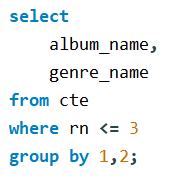 select
    album_name,
    genre_name
from cte
where rn <= 3
group by 1,2;